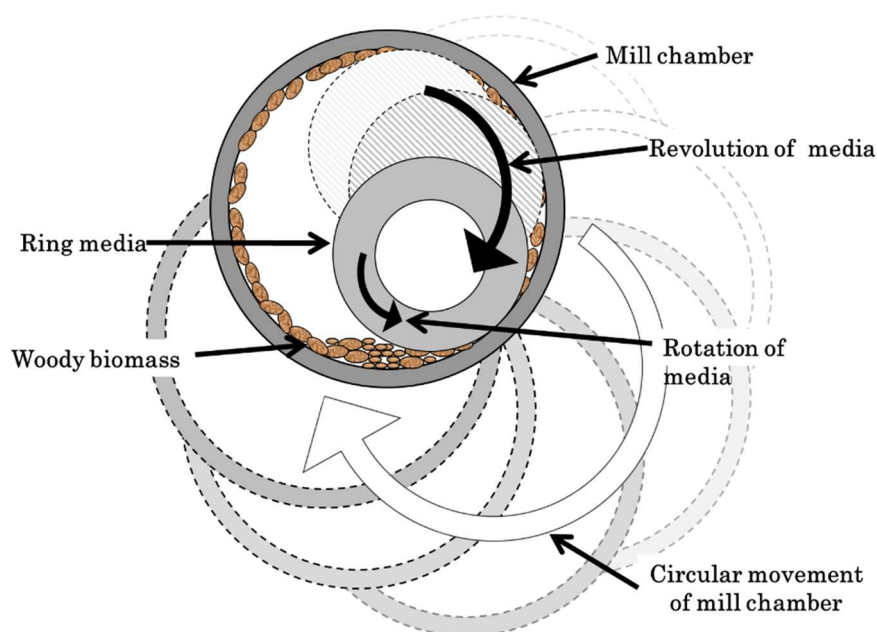 Mill chamber
Revolution of media
Ring media
Woody biomass
Rotation of
media
Circular movement
of mill chamber